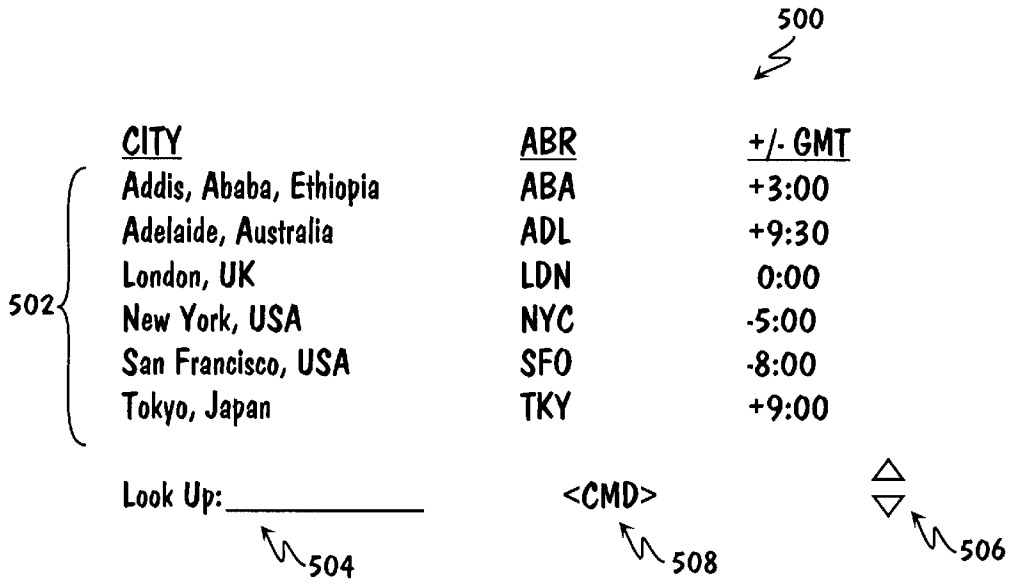 500
CITY ABR +/- GMT
Addis, Ababa, Ethiopia ABA +3:00
Adelaide, Australia ADL +9:30
London, UK LDN 0:00
502 New York, USA NYC -5:00
San Francisco, USA SFO -8:00
Tokyo, Japan TKY +9:00
Look Up: <CMD>
504 508 506